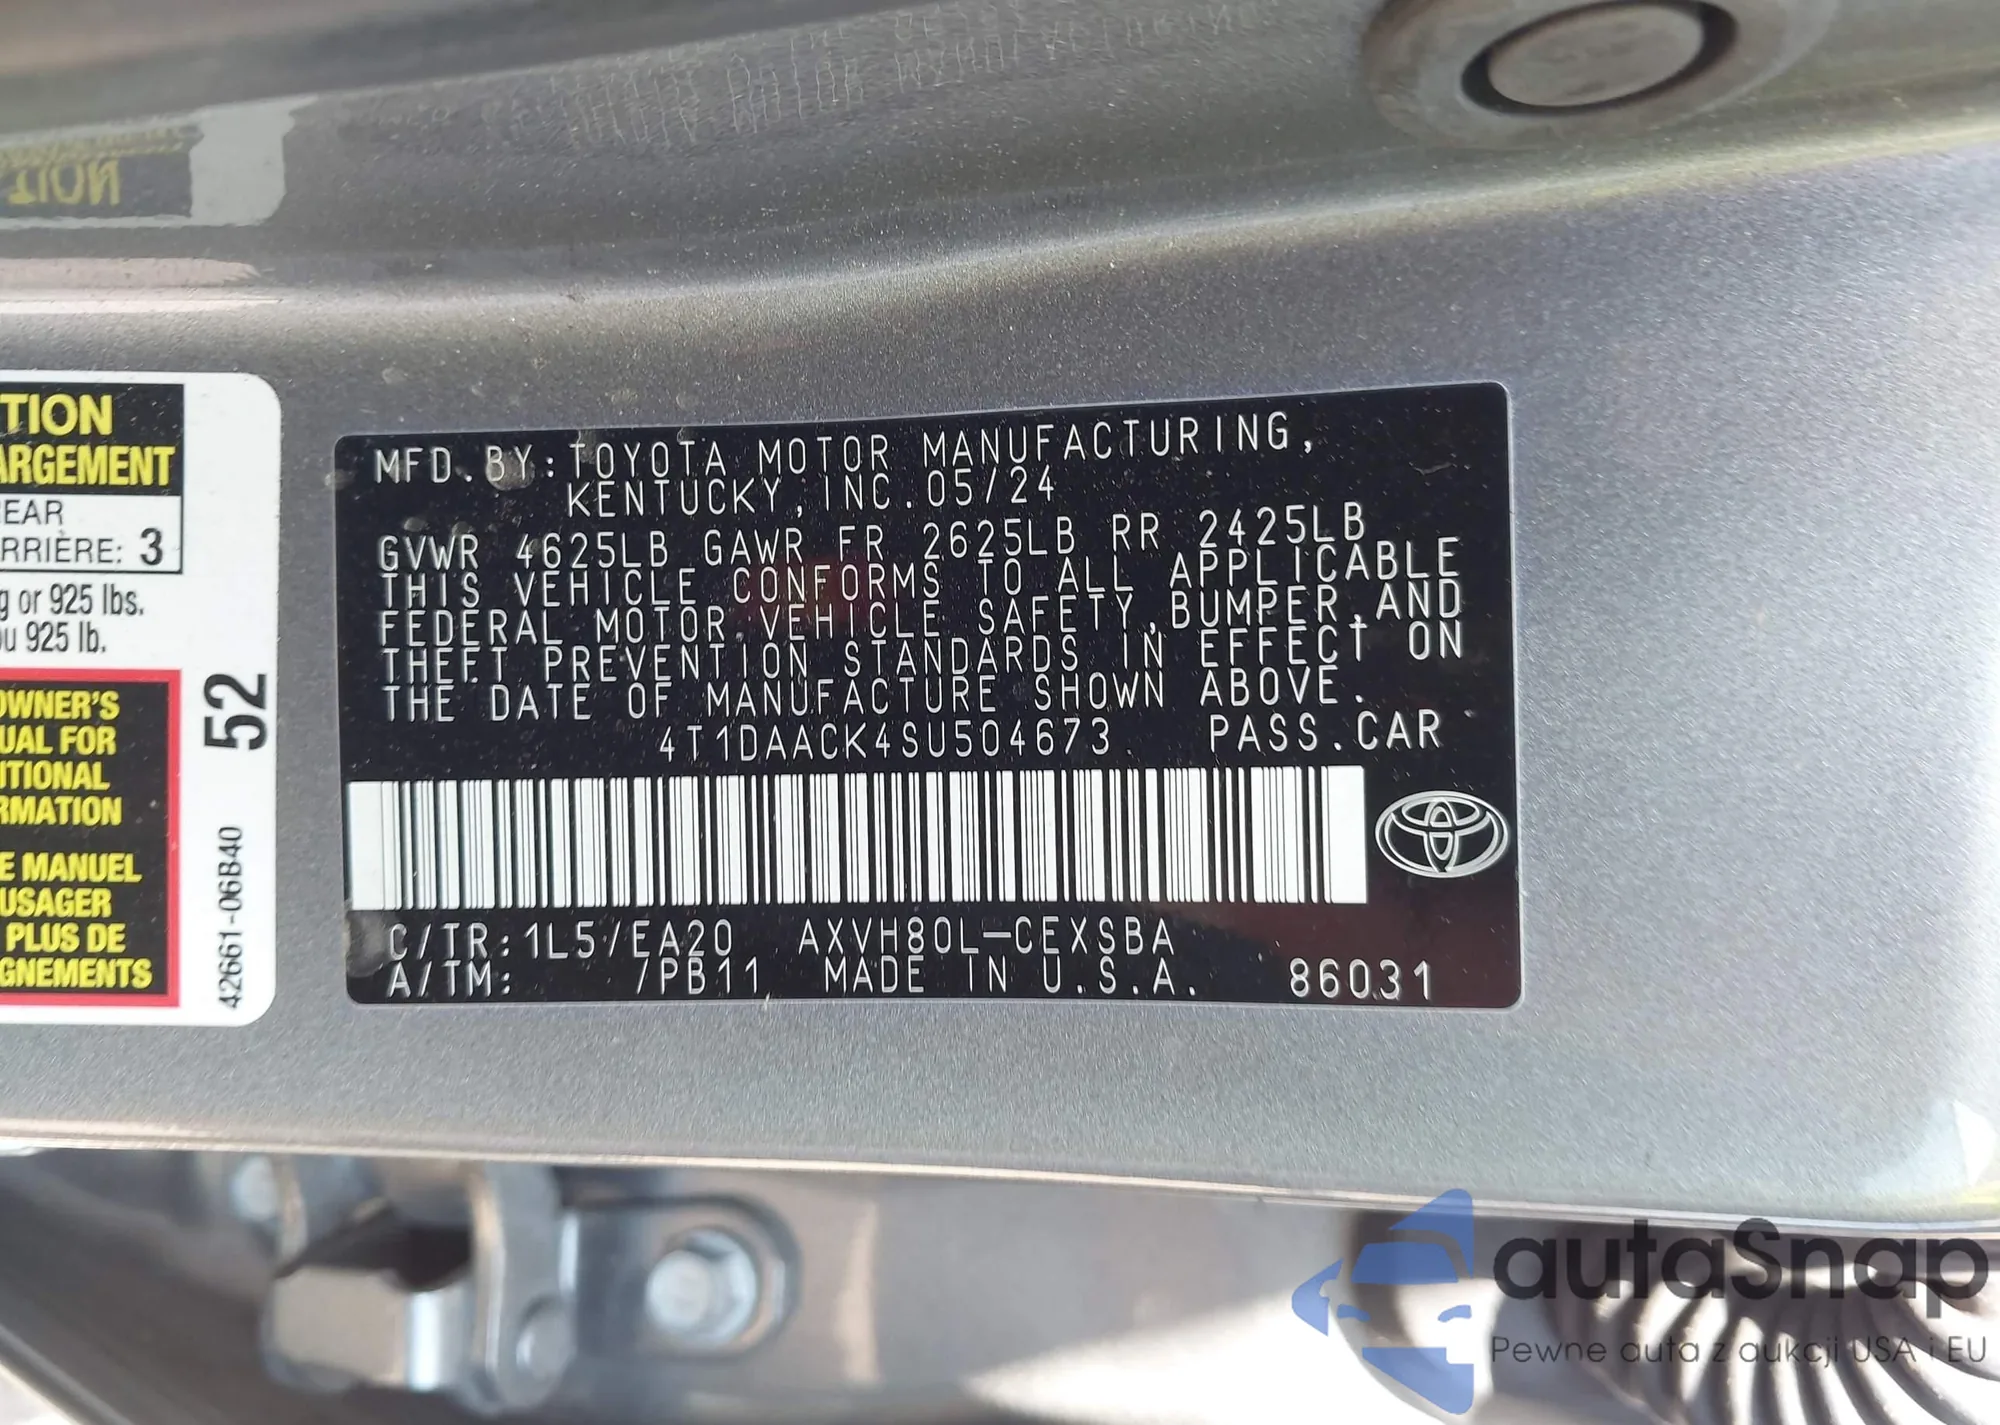 TION
ARGEMENT
EAR
RRIÈRE: 3
g or 925 lbs.
u 925 lb.
OWNER'S
UAL FOR
ITIONAL
RMATION
E MANUEL
USAGER
PLUS DE
GNEMENTS
52
42661-06B40
MFD. BY: TOYOTA MOTOR MANUFACTURING,
KENTUCKY, INC. 05/24
GVWR 4625LB GAWR FR 2625LB RR 2425LB
THIS VEHICLE CONFORMS TO ALL APPLICABLE
FEDERAL MOTOR VEHICLE SAFETY, BUMPER, AND
THEFT PREVENTION STANDARDS IN EFFECT ON
THE DATE OF MANUFACTURE SHOWN ABOVE.
4T1DAACK4SU504673 PASS. CAR
C/TR: 1L5/EA20 AXVH80L-CEXSBA
A/TM: /PB11 MADE IN U.S.A. 86031
autaSnap
Pewne auta z aukcji USA i EU